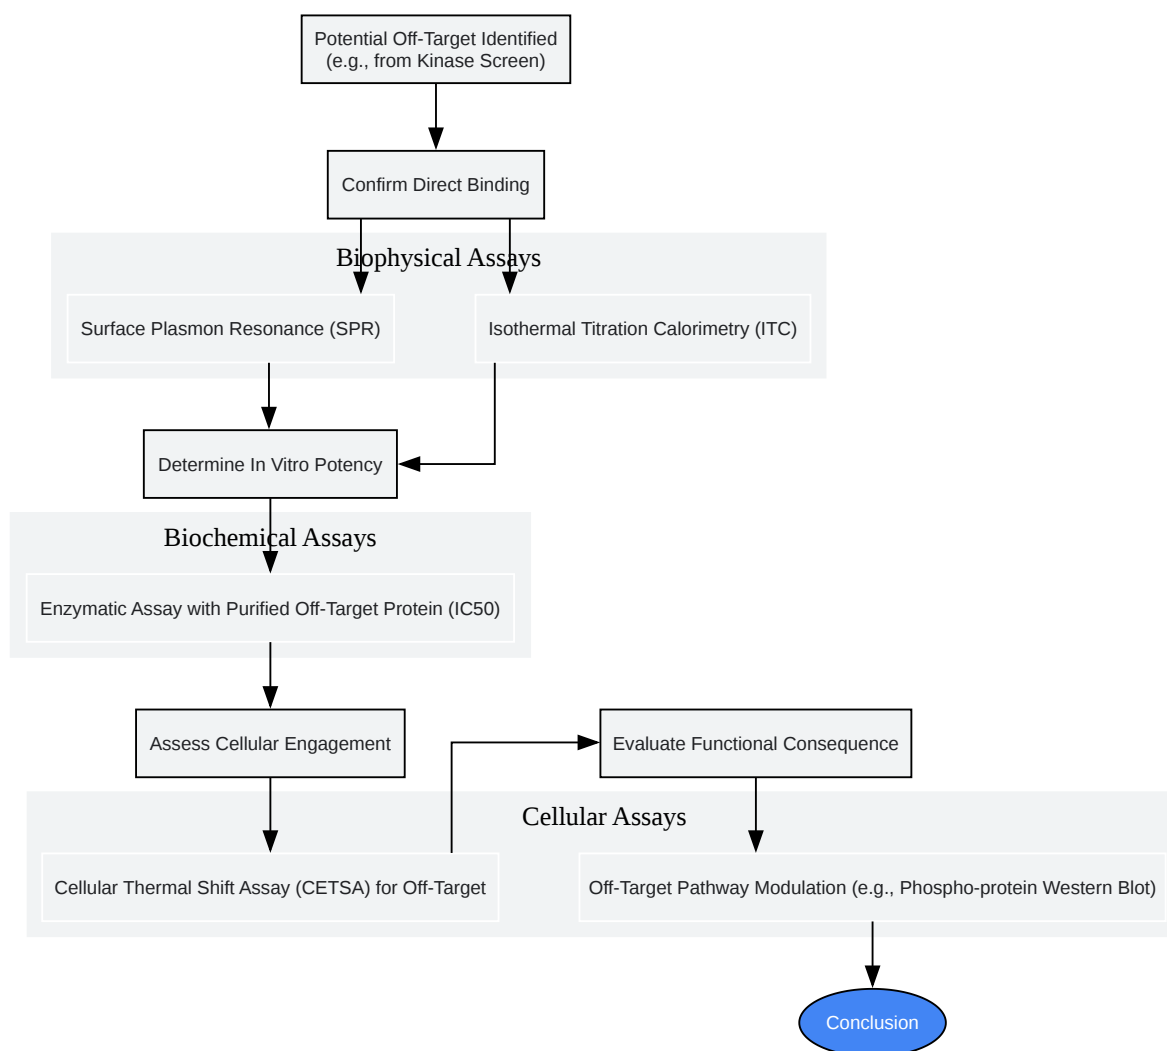 Potential Off-Target Identified
(e.g., from Kinase Screen)
Confirm Direct Binding
Biophysical Assays
Surface Plasmon Resonance (SPR)
Isothermal Titration Calorimetry (ITC)
Determine In Vitro Potency
Biochemical Assays
Enzymatic Assay with Purified Off-Target Protein (IC50)
Assess Cellular Engagement
Evaluate Functional Consequence
Cellular Assays
Cellular Thermal Shift Assay (CETSA) for Off-Target
Off-Target Pathway Modulation (e.g., Phospho-protein Western Blot)
Conclusion